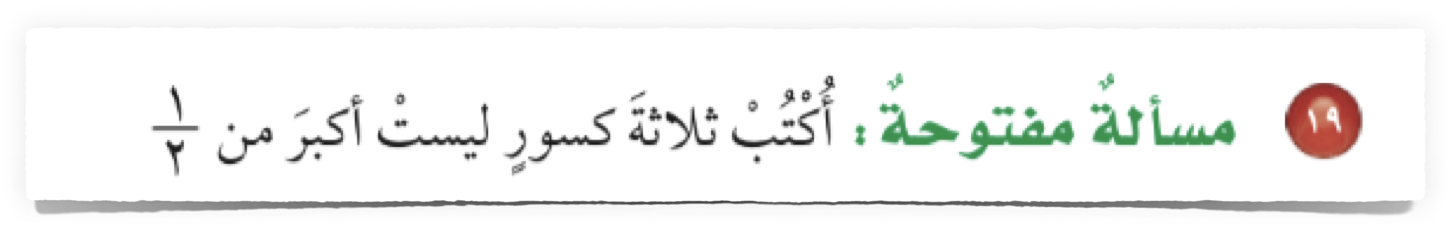 ١٩ مسألةٌ مفتوحةٌ : أُكْتُبْ ثلاثةَ كسورٍ ليستْ أكبرَ من ١/٢